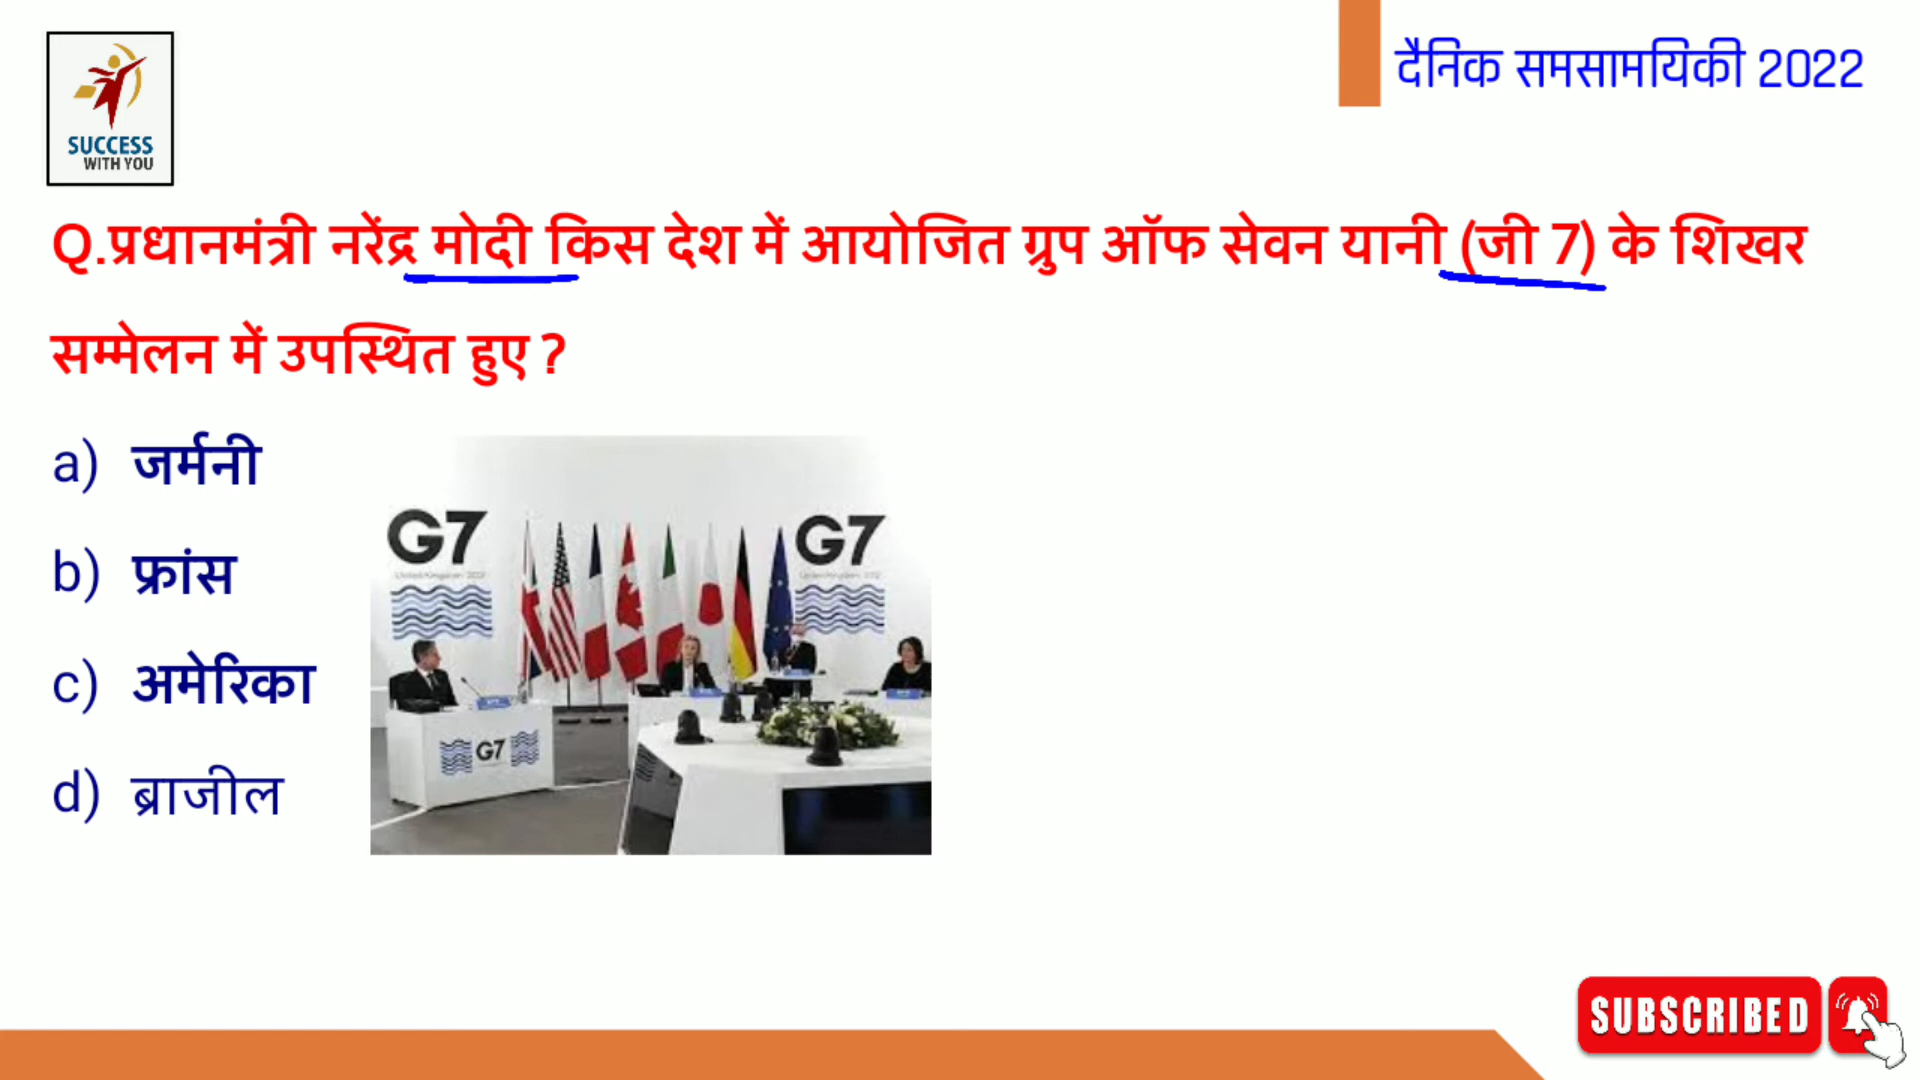 SUCCESS
WITH YOU
दैनिक समसामयिकी 2022
Q.प्रधानमंत्री नरेंद्र मोदी किस देश में आयोजित ग्रुप ऑफ सेवन यानी (जी 7) के शिखर
सम्मेलन में उपस्थित हुए ?
a) जर्मनी
b) फ्रांस
c) अमेरिका
d) ब्राजील
G7
G7
G7
SUBSCRIBED